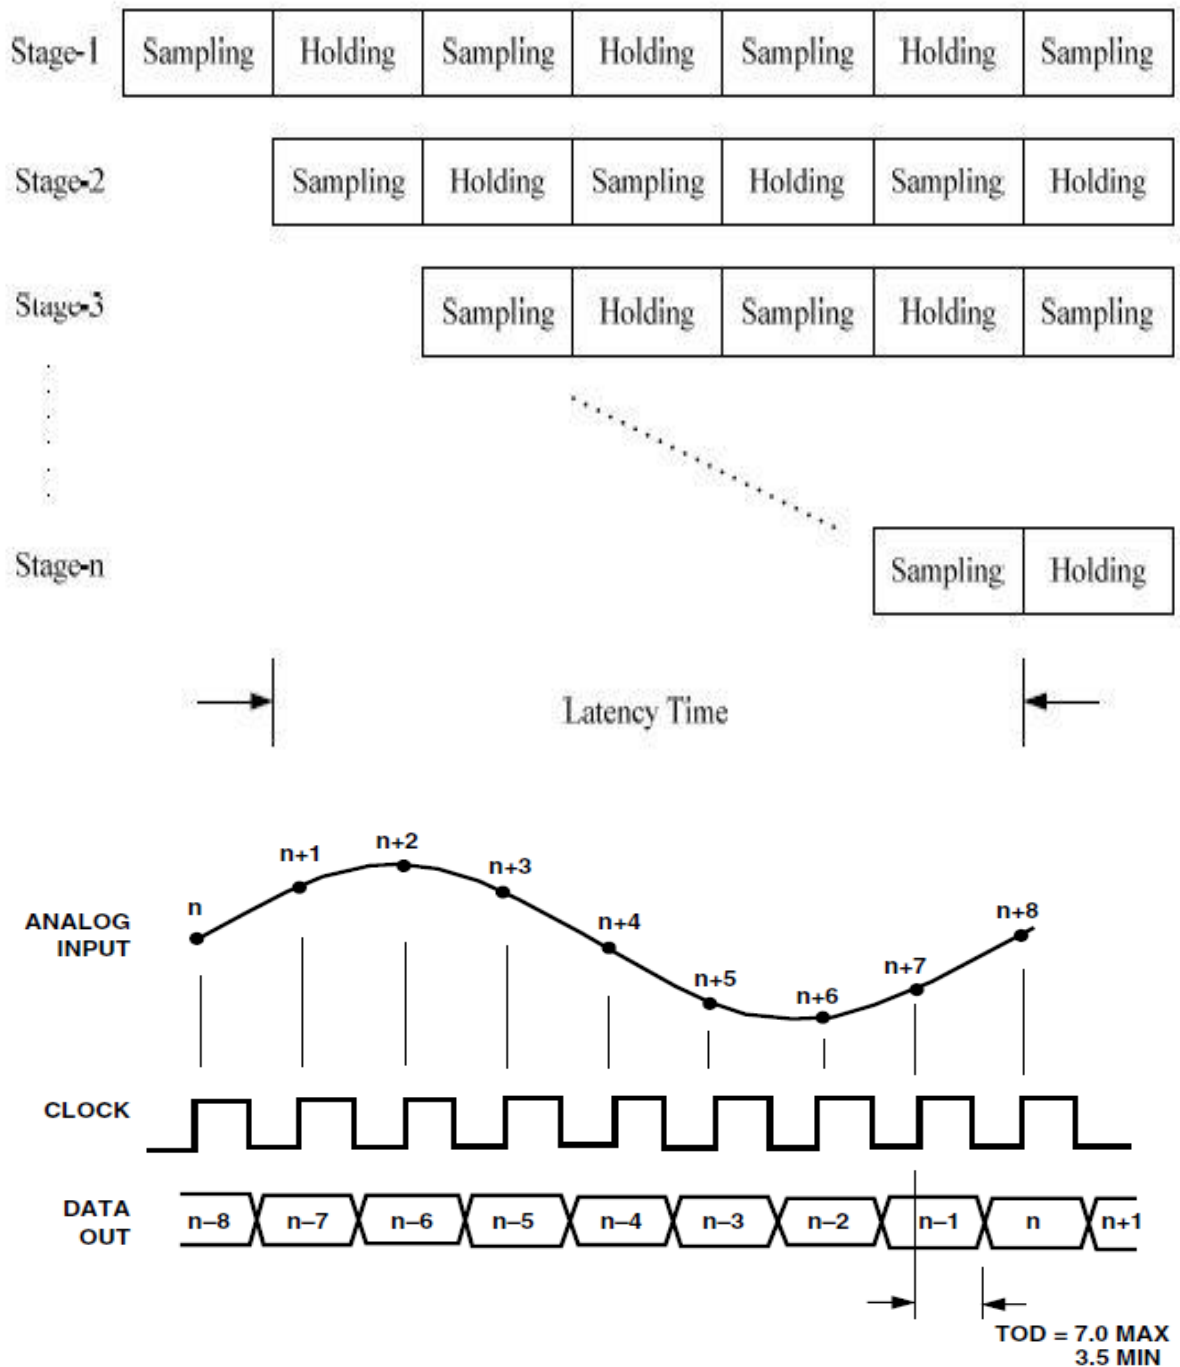 Stage-1 Sampling Holding Sampling Holding Sampling Holding Sampling
Stage-2 Sampling Holding Sampling Holding Sampling Holding
Stage-3 Sampling Holding Sampling Holding Sampling
Stage-n Sampling Holding
Latency Time
n n+1 n+2 n+3 n+4 n+5 n+6 n+7 n+8
ANALOG
INPUT
CLOCK
DATA
OUT
n–8 n–7 n–6 n–5 n–4 n–3 n–2 n–1 n n+1
TOD = 7.0 MAX
3.5 MIN